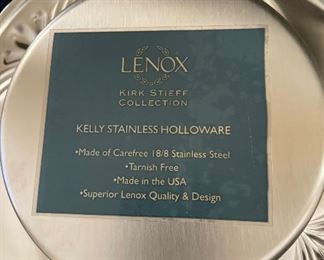 LENOX
KIRK STIEFF
COLLECTION
KELLY STAINLESS HOLLOWARE
•Made of Carefree 18/8 Stainless Steel
•Tarnish Free
•Made in the USA
•Superior Lenox Quality & Design